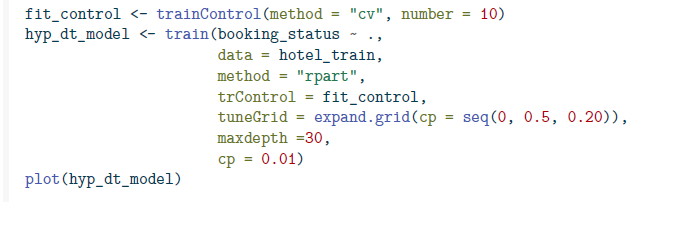 fit_control <- trainControl(method = "cv", number = 10)
hyp_dt_model <- train(booking_status ~ .,
                      data = hotel_train,
                      method = "rpart",
                      trControl = fit_control,
                      tuneGrid = expand.grid(cp = seq(0, 0.5, 0.20)),
                      maxdepth =30,
                      cp = 0.01)
plot(hyp_dt_model)